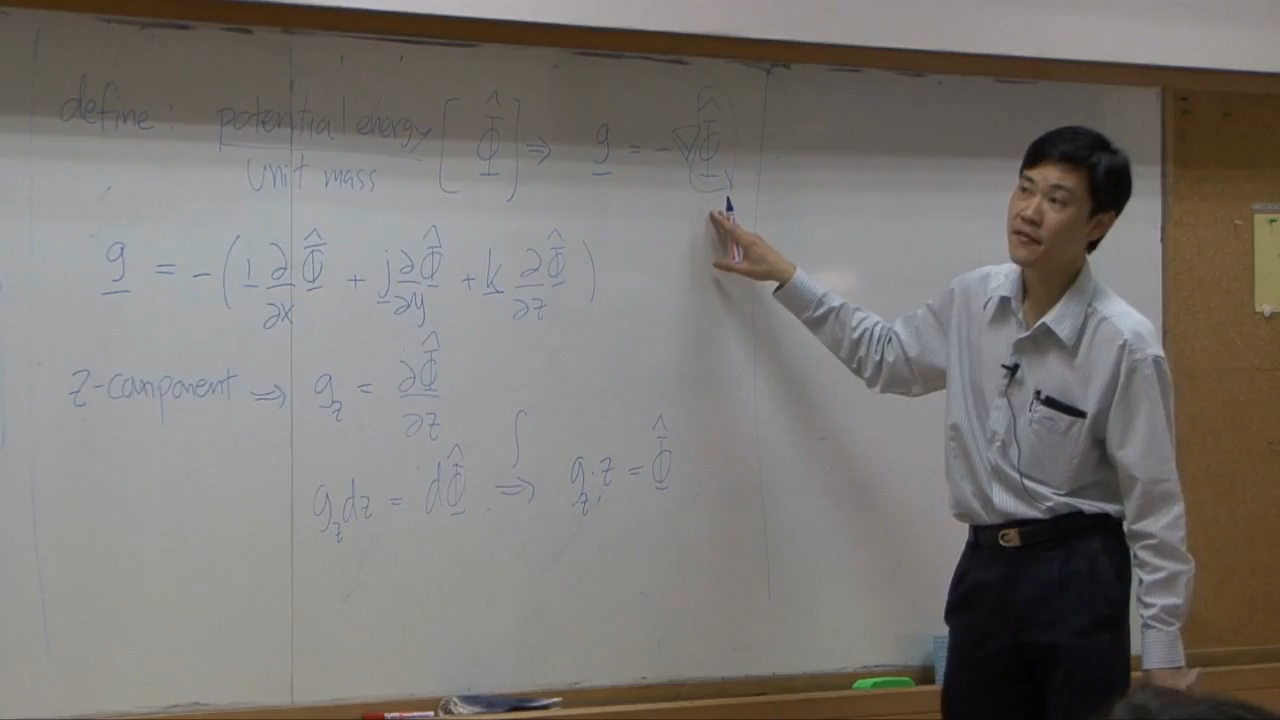 define : potential energy / unit mass [ Φ̂ ] ⇒ g = -∇Φ̂
g = -( i ∂/∂x Φ̂ + j ∂/∂y Φ̂ + k ∂/∂z Φ̂ )
z-component ⇒ g_z = ∂Φ̂/∂z
g_z dz = dΦ̂ ∫⇒ g_z · z = Φ̂